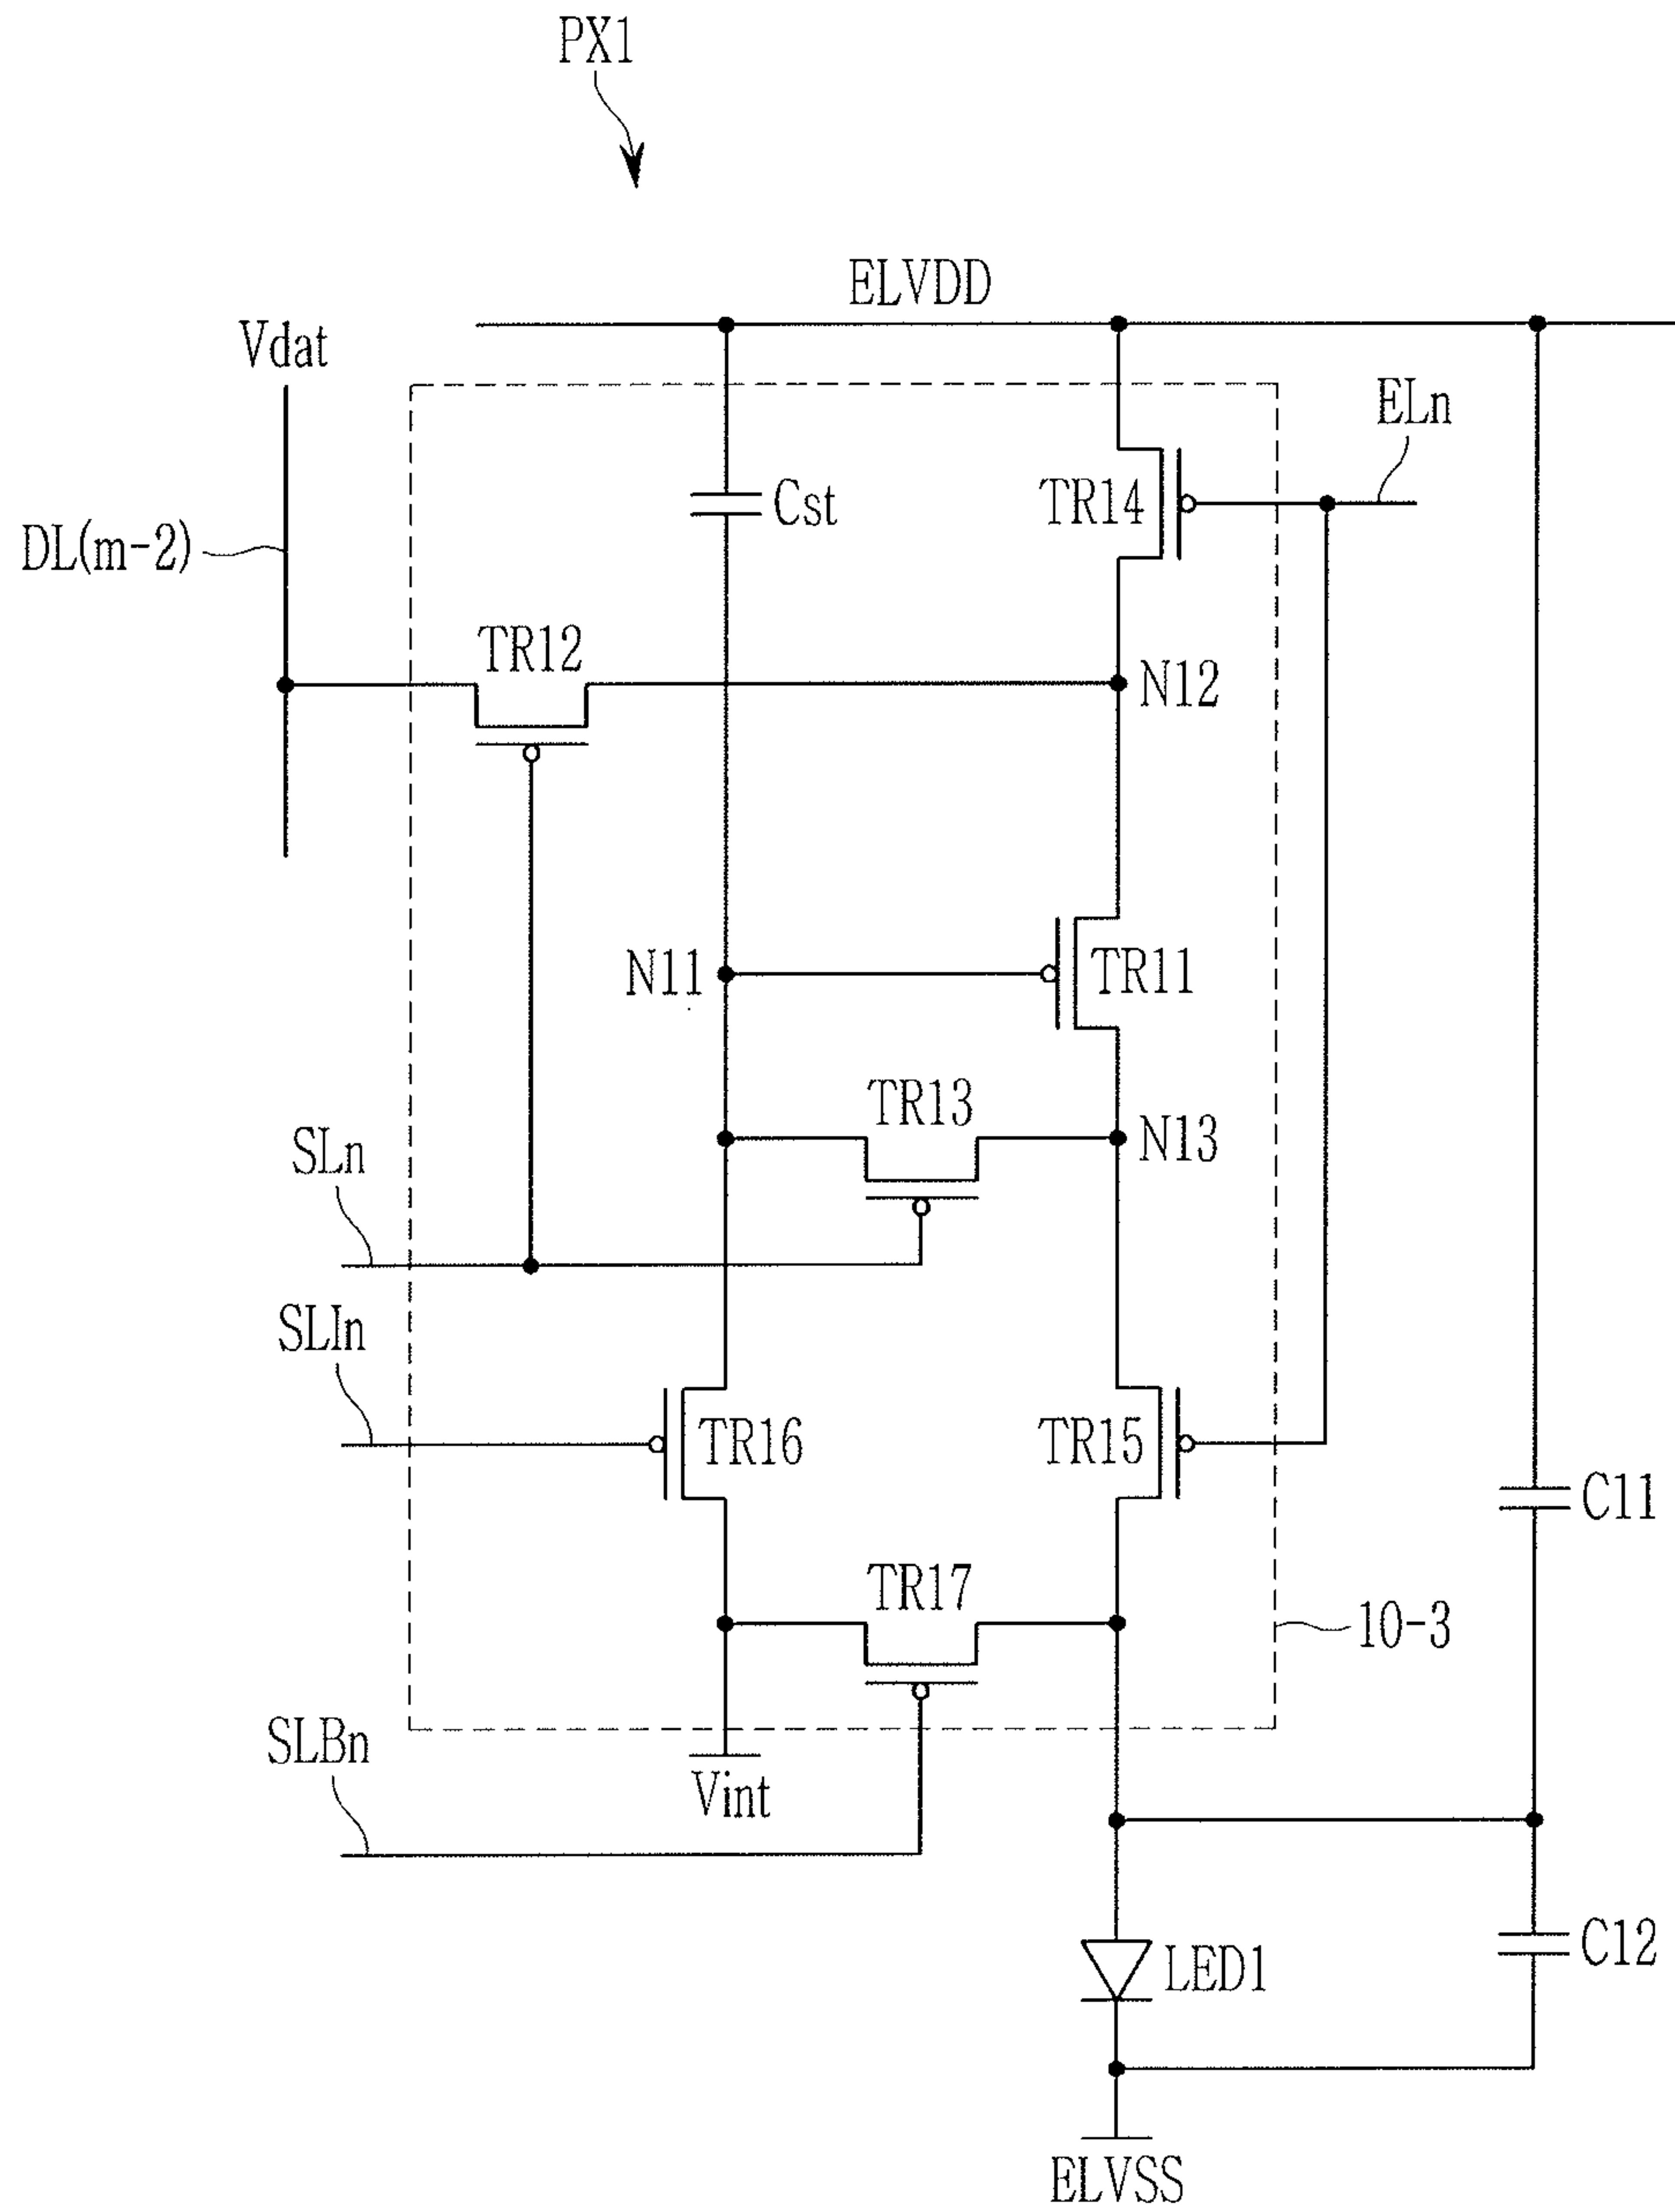 PX1
ELVDD
Vdat
ELn
TR14
Cst
DL(m-2)
TR12
N12
N11
TR11
TR13
N13
SLn
SLIn
TR16
TR15
C11
TR17
10-3
SLBn
Vint
C12
LED1
ELVSS